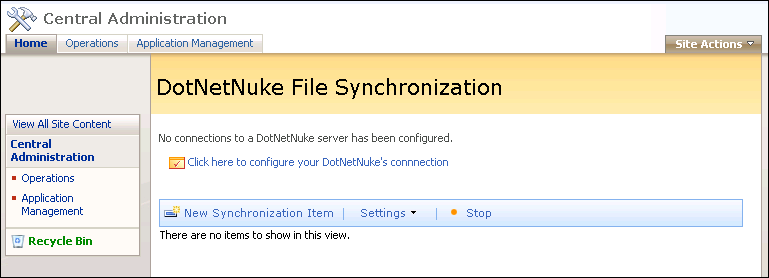 Central Administration
Home Operations Application Management Site Actions
DotNetNuke File Synchronization
View All Site Content
Central
Administration
Operations
Application
Management
Recycle Bin
No connections to a DotNetNuke server has been configured.
Click here to configure your DotNetNuke's connnection
New Synchronization Item | Settings | Stop
There are no items to show in this view.